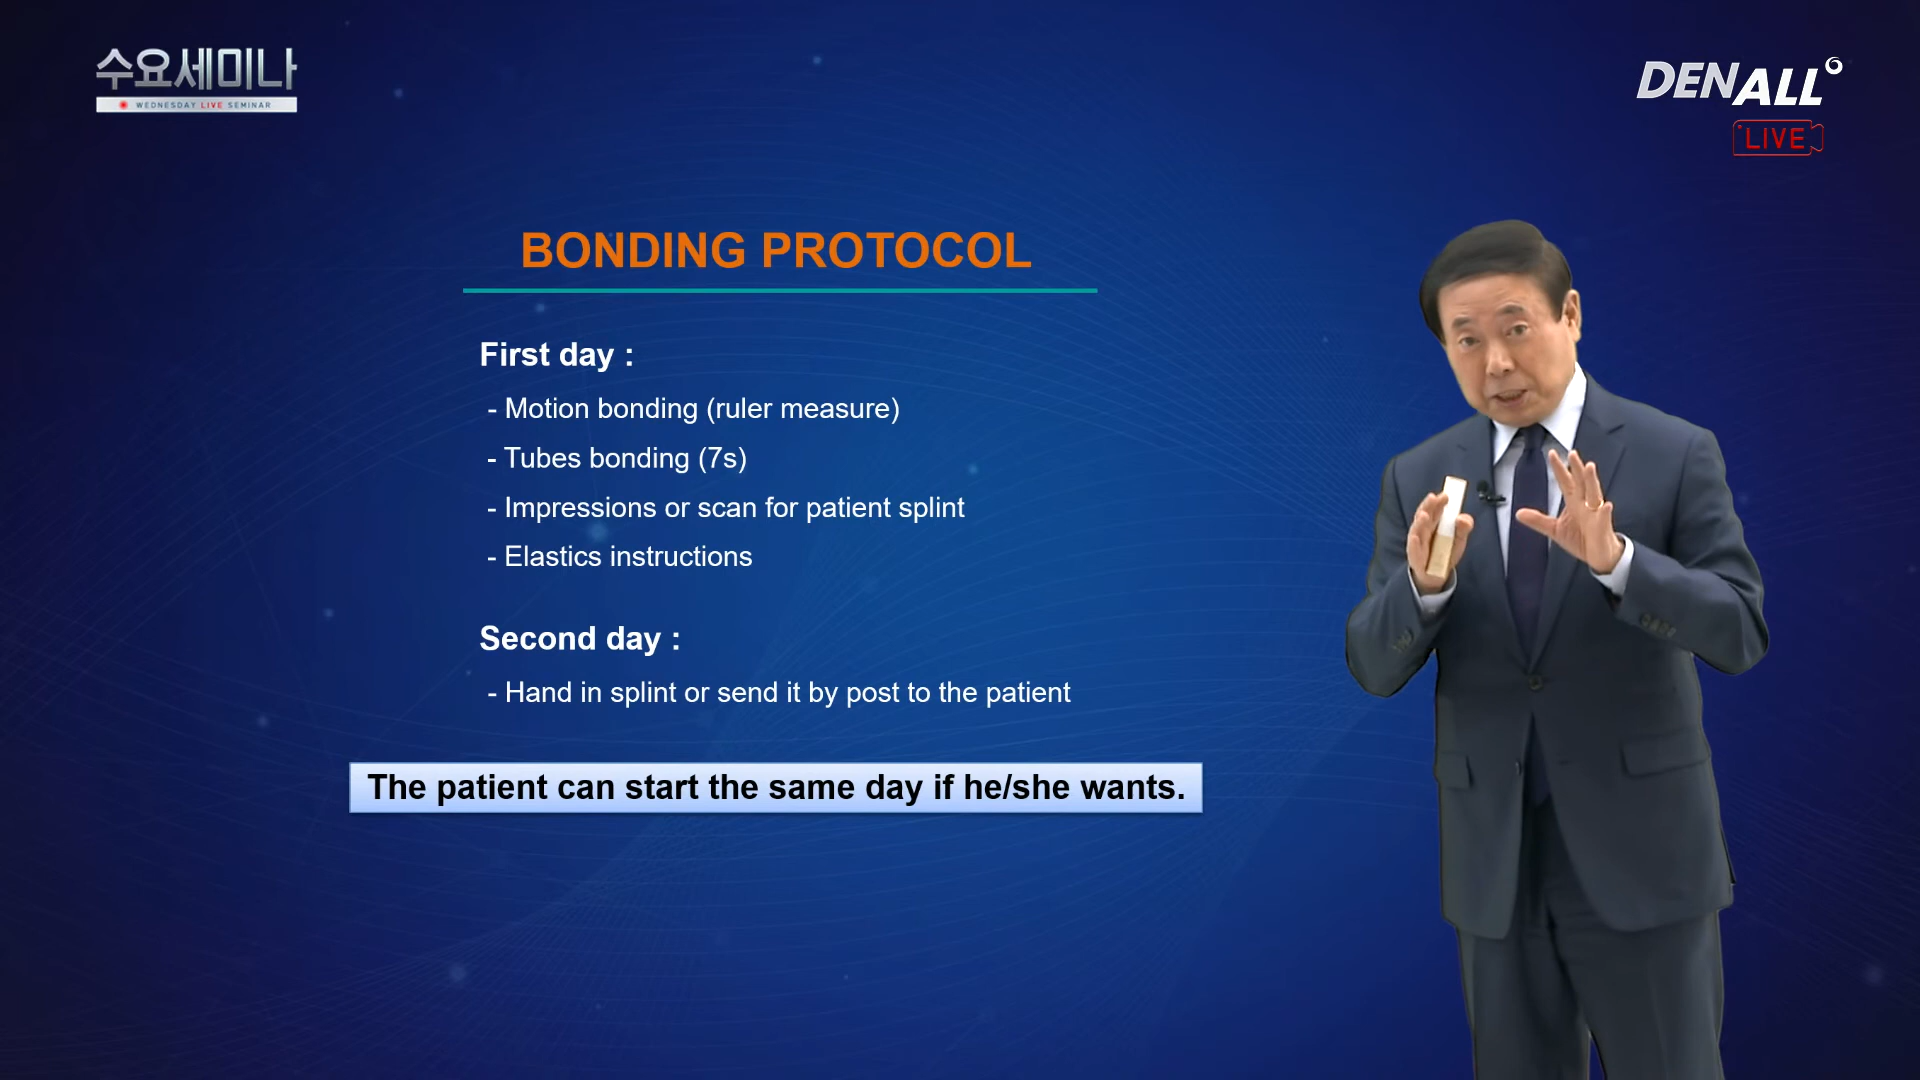 수요세미나
WEDNESDAY LIVE SEMINAR
DENALL
LIVE
BONDING PROTOCOL
First day :
- Motion bonding (ruler measure)
- Tubes bonding (7s)
- Impressions or scan for patient splint
- Elastics instructions
Second day :
- Hand in splint or send it by post to the patient
The patient can start the same day if he/she wants.